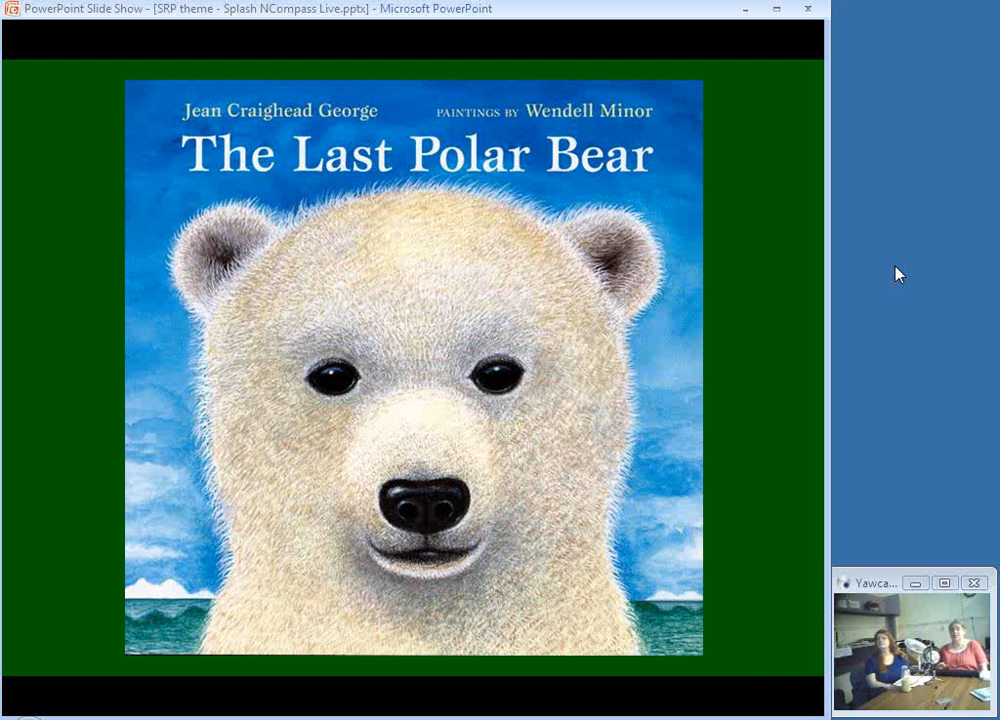 PowerPoint Slide Show - [SRP theme - Splash NCompass Live.pptx] - Microsoft PowerPoint
Jean Craighead George
PAINTINGS BY Wendell Minor
The Last Polar Bear
Yawca...